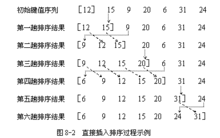 初始键值序列 [12] 15 9 20 6 31 24
第一趟排序结果 [12 15] 9 20 6 31 24
第二趟排序结果 [9 12 15] 20 6 31 24
第三趟排序结果 [9 12 15 20] 6 31 24
第四趟排序结果 [6 9 12 15 20] 31 24
第五趟排序结果 [6 9 12 15 20 31] 24
第六趟排序结果 [6 9 12 15 20 24 31]
图 8-2 直接插入排序过程示例